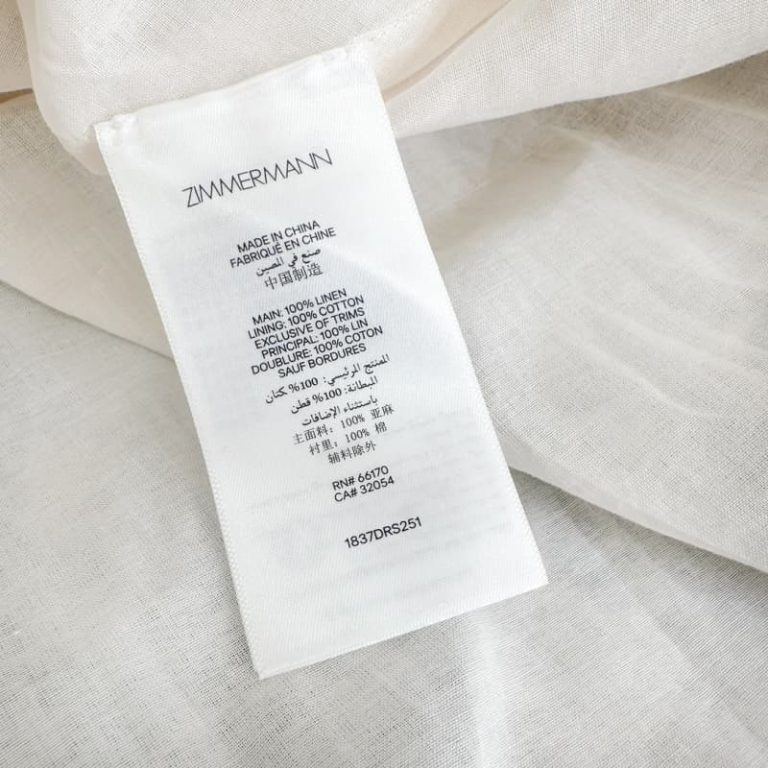 ZIMMERMANN
MADE IN CHINA
FABRIQUÉ EN CHINE
صنع في الصين
中国制造
MAIN: 100% LINEN
LINING: 100% COTTON
EXCLUSIVE OF TRIMS
PRINCIPAL: 100% LIN
DOUBLURE: 100% COTON
SAUF BORDURES
المنتج الرئيسي: 100% كتان
البطانة: 100% قطن
باستثناء الإضافات
主面料: 100% 亚麻
衬里: 100% 棉
辅料除外
RN# 66170
CA# 32054
1837DRS251